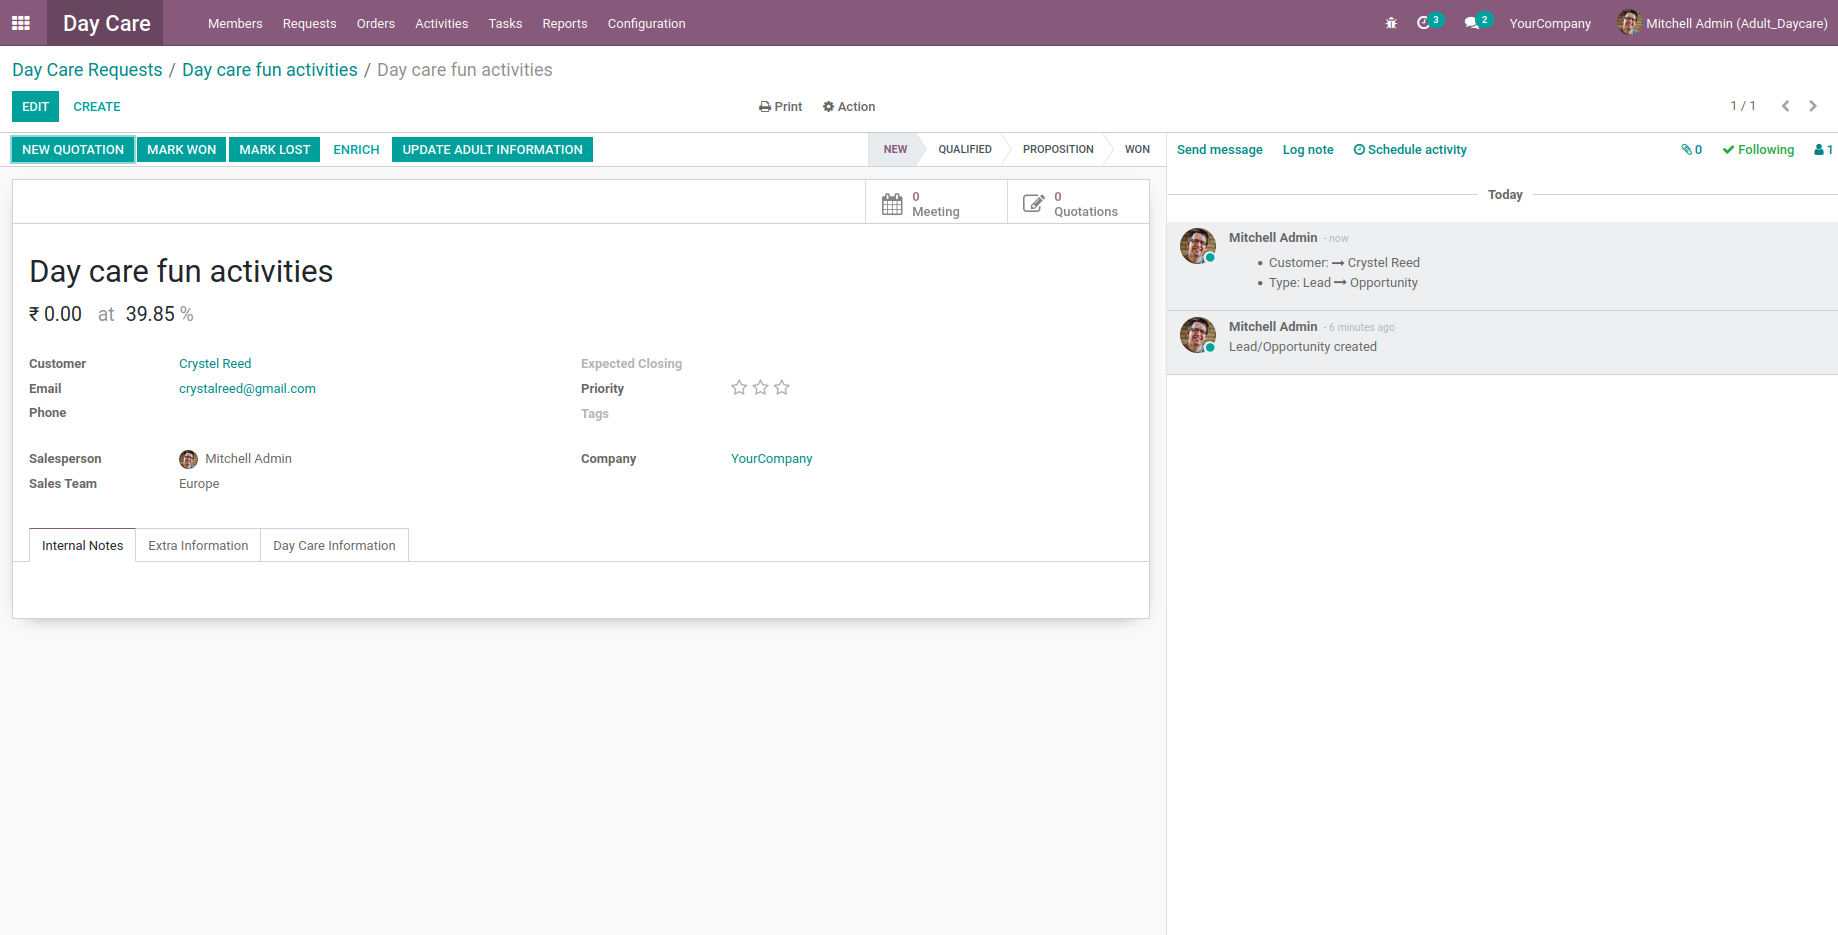 Day Care Members Requests Orders Activities Tasks Reports Configuration 3 2 YourCompany Mitchell Admin (Adult_Daycare)
Day Care Requests / Day care fun activities / Day care fun activities
EDIT CREATE Print Action 1 / 1
NEW QUOTATION MARK WON MARK LOST ENRICH UPDATE ADULT INFORMATION NEW QUALIFIED PROPOSITION WON
0 Meeting
0 Quotations
Day care fun activities
₹ 0.00 at 39.85 %
Customer Crystel Reed Expected Closing
Email crystalreed@gmail.com Priority
Phone Tags
Salesperson Mitchell Admin Company YourCompany
Sales Team Europe
Internal Notes Extra Information Day Care Information
Send message Log note Schedule activity 0 Following 1
Today
Mitchell Admin - now
• Customer: → Crystel Reed
• Type: Lead → Opportunity
Mitchell Admin - 6 minutes ago
Lead/Opportunity created